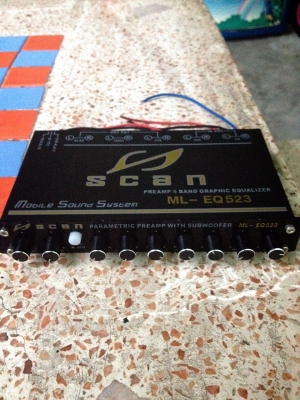 scan
PREAMP 5 BAND GRAPHIC EQUALIZER
ML- EQ523
Mobile Sound System
scan PARAMETRIC PREAMP WITH SUBWOOFER ML- EQ523